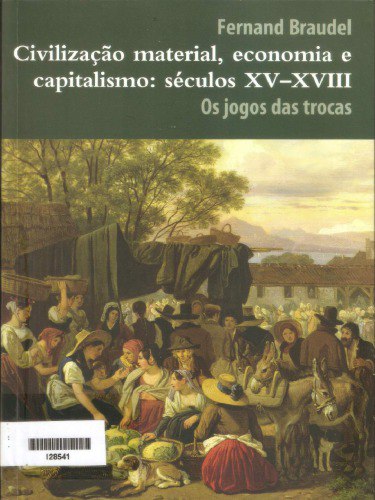 Fernand Braudel
Civilização material, economia e
capitalismo: séculos XV–XVIII
Os jogos das trocas
I28541